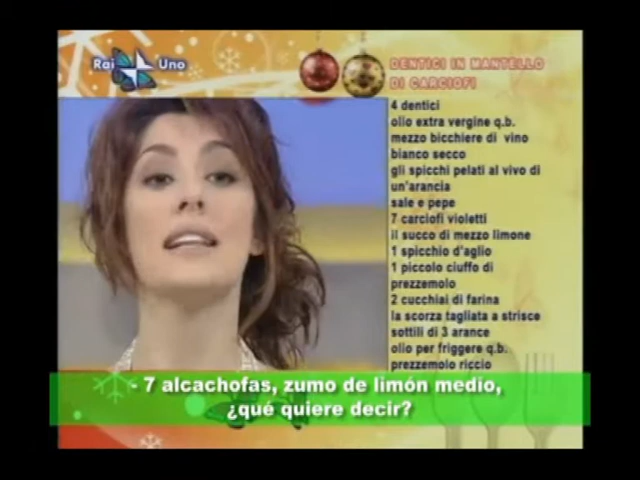 Rai Uno
DENTICI IN MANTELLO
DI CARCIOFI
4 dentici
olio extra vergine q.b.
mezzo bicchiere di vino
bianco secco
gli spicchi pelati al vivo di
un'arancia
sale e pepe
7 carciofi violetti
il succo di mezzo limone
1 spicchio d'aglio
1 piccolo ciuffo di
prezzemolo
2 cucchiai di farina
la scorza tagliata a strisce
sottili di 3 arance
olio per friggere q.b.
prezzemolo riccio
- 7 alcachofas, zumo de limón medio,
¿qué quiere decir?